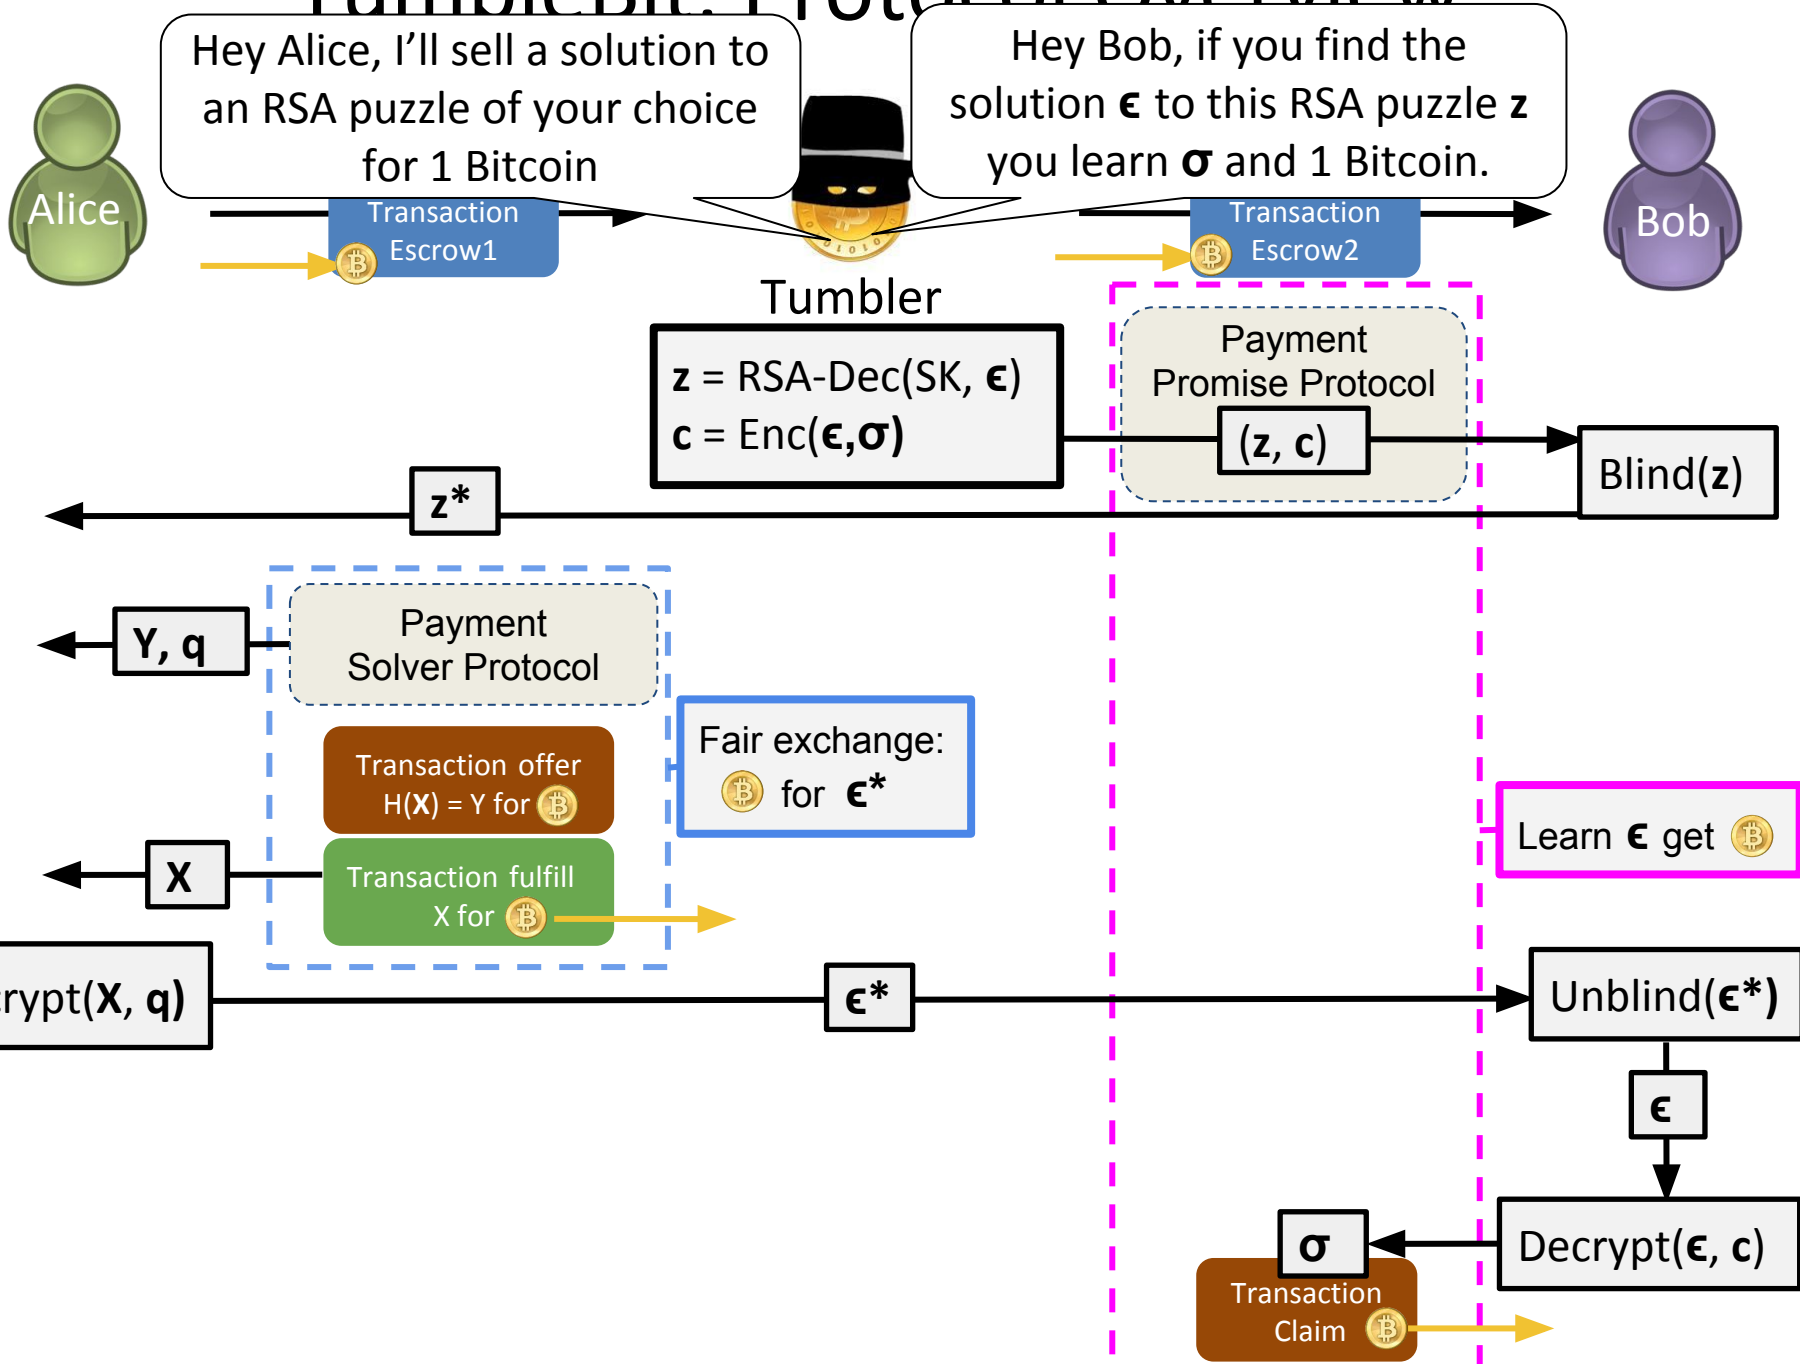 Hey Alice, I'll sell a solution to
an RSA puzzle of your choice
for 1 Bitcoin
Hey Bob, if you find the
solution ϵ to this RSA puzzle z
you learn σ and 1 Bitcoin.
Alice
Transaction
Escrow1
Transaction
Escrow2
Bob
Tumbler
z = RSA-Dec(SK, ϵ)
c = Enc(ϵ,σ)
Payment
Promise Protocol
(z, c)
Blind(z)
z*
Y, q
Payment
Solver Protocol
Transaction offer
H(X) = Y for
Fair exchange:
for ϵ*
Learn ϵ get
X
Transaction fulfill
X for
crypt(X, q)
ϵ*
Unblind(ϵ*)
ϵ
Decrypt(ϵ, c)
σ
Transaction
Claim